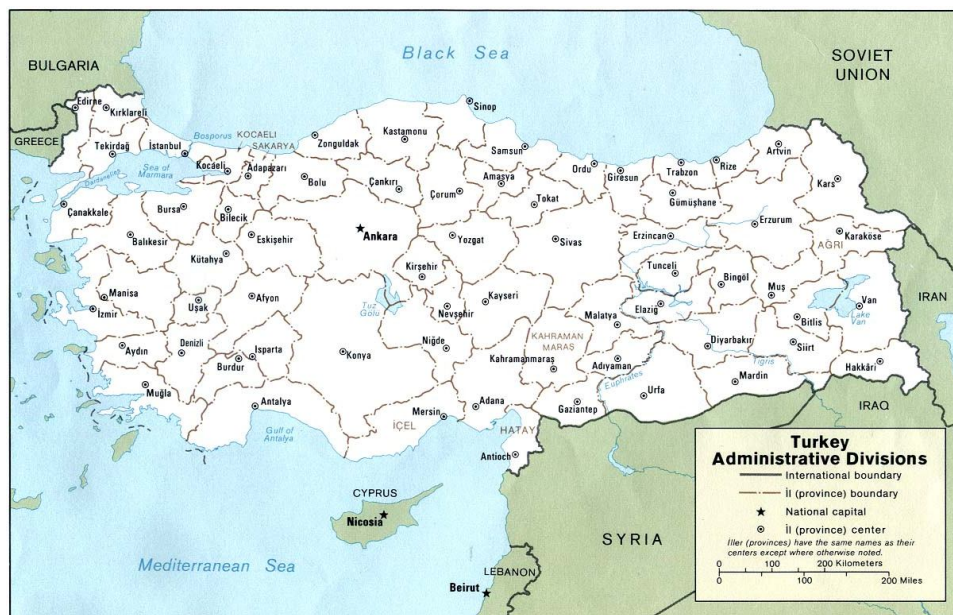 Black Sea
SOVIET
UNION
BULGARIA
Edirne
Kırklareli
Sinop
GREECE
Tekirdağ
İstanbul
Bosporus
KOCAELİ
SAKARYA
Zonguldak
Kastamonu
Samsun
Artvin
Sea of
Marmara
Dardanelles
Kocaeli
Adapazarı
Bolu
Çankırı
Çorum
Amasya
Ordu
Giresun
Trabzon
Rize
Kars
Çanakkale
Bursa
Bilecik
Tokat
Gümüşhane
Balıkesir
Eskişehir
Ankara
Yozgat
Sivas
Erzincan
Erzurum
Karaköse
AĞRI
Kütahya
Kırşehir
Tunceli
Bingöl
Muş
IRAN
Manisa
İzmir
Uşak
Afyon
Tuz
Gölü
Nevşehir
Kayseri
Malatya
Elazığ
Bitlis
Van
Lake
Van
Aydın
Denizli
Burdur
Isparta
Konya
Niğde
KAHRAMAN
MARAŞ
Kahramanmaraş
Adıyaman
Diyarbakır
Siirt
Tigris
Hakkâri
Muğla
Antalya
Gulf of
Antalya
Mersin
İÇEL
Adana
HATAY
Gaziantep
Euphrates
Urfa
Mardin
IRAQ
Antioch
CYPRUS
Nicosia
SYRIA
Mediterranean Sea
LEBANON
Beirut
Turkey
Administrative Divisions
International boundary
İl (province) boundary
National capital
İl (province) center
İller (provinces) have the same names as their
centers except where otherwise noted.
0 100 200 Kilometers
0 100 200 Miles